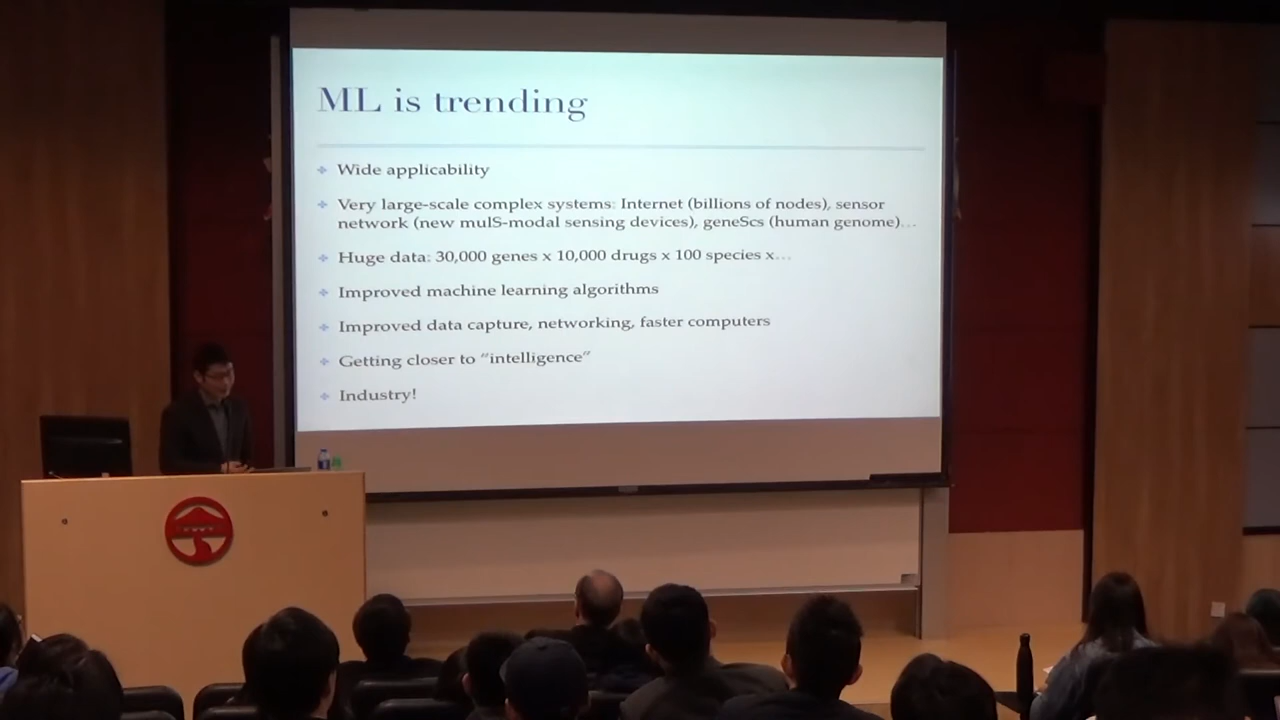 ML is trending
Wide applicability
Very large-scale complex systems: Internet (billions of nodes), sensor
network (new mulS-modal sensing devices), geneScs (human genome)…
Huge data: 30,000 genes x 10,000 drugs x 100 species x…
Improved machine learning algorithms
Improved data capture, networking, faster computers
Getting closer to “intelligence”
Industry!